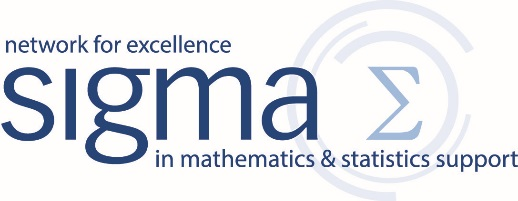 network for excellence
sigma Σ
in mathematics & statistics support